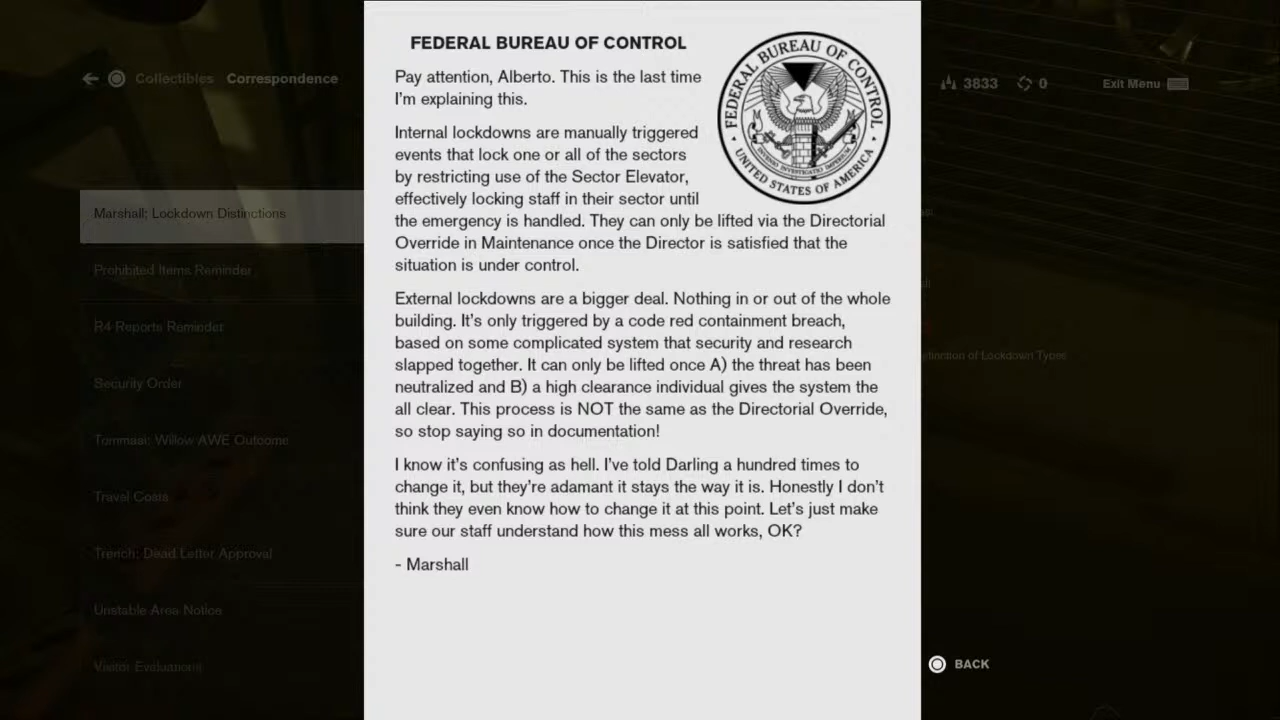 Collectibles Correspondence
3833 0 Exit Menu
Marshall: Lockdown Distinctions
Prohibited Items Reminder
R4 Reports Reminder
Security Order
Tommasi: Willow AWE Outcome
Travel Costs
Trench: Dead Letter Approval
Unstable Area Notice
Visitor Evaluations
FEDERAL BUREAU OF CONTROL
FEDERAL BUREAU OF CONTROL
UNITED STATES OF AMERICA
Pay attention, Alberto. This is the last time
I'm explaining this.
Internal lockdowns are manually triggered
events that lock one or all of the sectors
by restricting use of the Sector Elevator,
effectively locking staff in their sector until
the emergency is handled. They can only be lifted via the Directorial
Override in Maintenance once the Director is satisfied that the
situation is under control.
External lockdowns are a bigger deal. Nothing in or out of the whole
building. It's only triggered by a code red containment breach,
based on some complicated system that security and research
slapped together. It can only be lifted once A) the threat has been
neutralized and B) a high clearance individual gives the system the
all clear. This process is NOT the same as the Directorial Override,
so stop saying so in documentation!
I know it's confusing as hell. I've told Darling a hundred times to
change it, but they're adamant it stays the way it is. Honestly I don't
think they even know how to change it at this point. Let's just make
sure our staff understand how this mess all works, OK?
- Marshall
of Lockdown Types
BACK